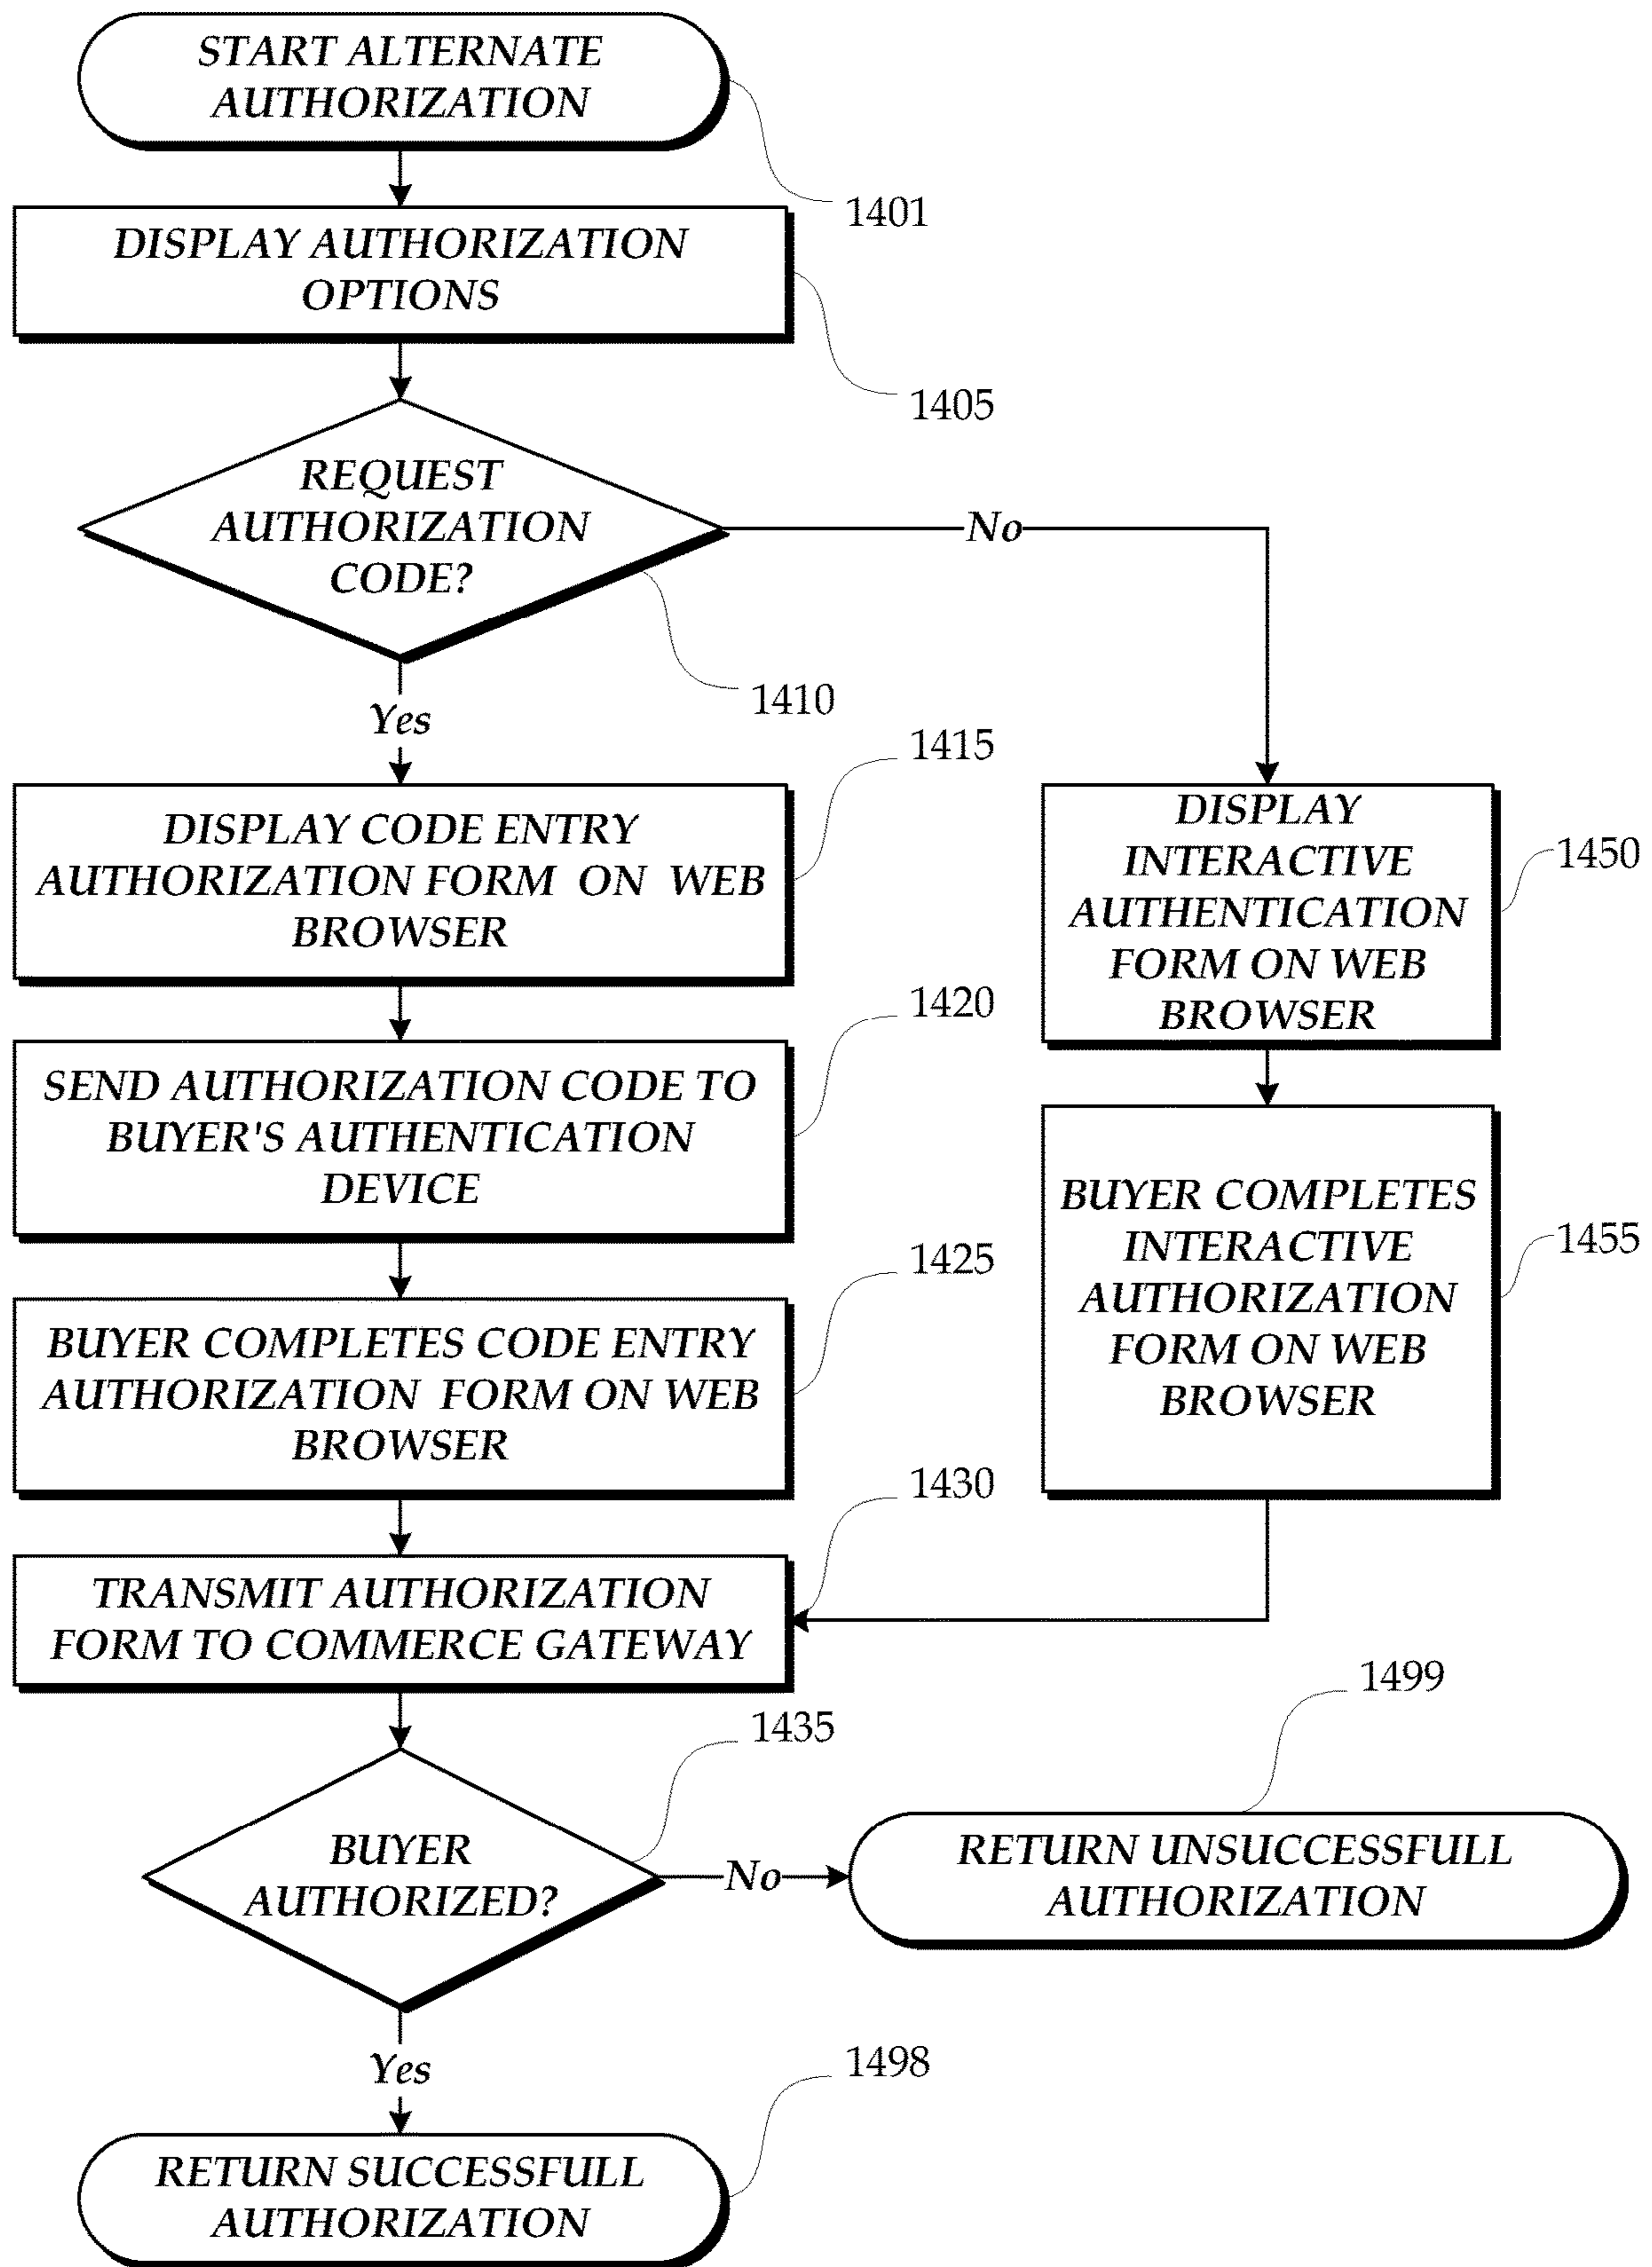 START ALTERNATE
AUTHORIZATION
1401
DISPLAY AUTHORIZATION
OPTIONS
1405
REQUEST
AUTHORIZATION
CODE?
No
1410
Yes
1415
DISPLAY CODE ENTRY
AUTHORIZATION FORM ON WEB
BROWSER
DISPLAY
INTERACTIVE
AUTHENTICATION
FORM ON WEB
BROWSER
1450
1420
SEND AUTHORIZATION CODE TO
BUYER'S AUTHENTICATION
DEVICE
BUYER COMPLETES
INTERACTIVE
AUTHORIZATION
FORM ON WEB
BROWSER
1455
1425
BUYER COMPLETES CODE ENTRY
AUTHORIZATION FORM ON WEB
BROWSER
1430
TRANSMIT AUTHORIZATION
FORM TO COMMERCE GATEWAY
1499
1435
BUYER
AUTHORIZED?
No
RETURN UNSUCCESSFULL
AUTHORIZATION
Yes
1498
RETURN SUCCESSFULL
AUTHORIZATION